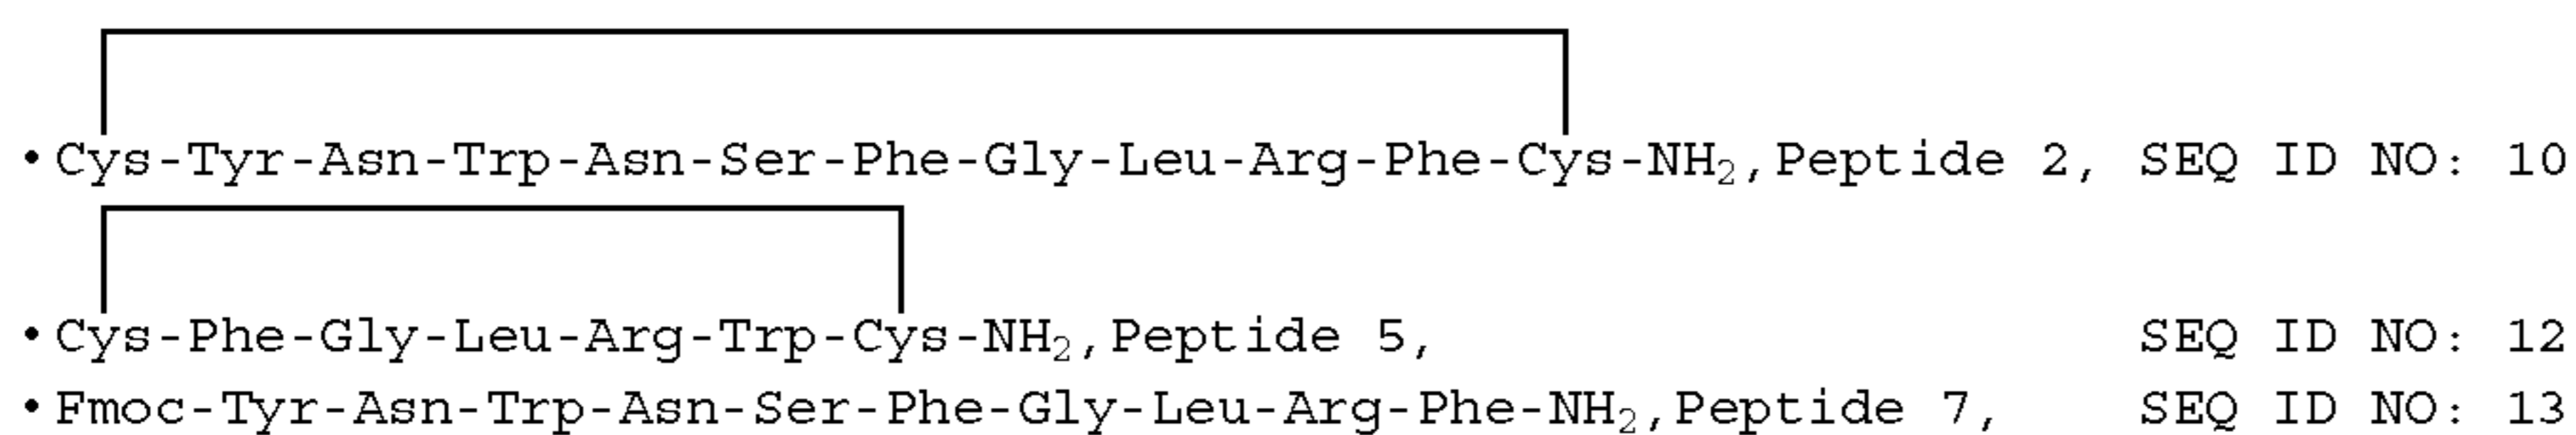 • Cys-Tyr-Asn-Trp-Asn-Ser-Phe-Gly-Leu-Arg-Phe-Cys-NH₂, Peptide 2, SEQ ID NO: 10
• Cys-Phe-Gly-Leu-Arg-Trp-Cys-NH₂, Peptide 5, SEQ ID NO: 12
• Fmoc-Tyr-Asn-Trp-Asn-Ser-Phe-Gly-Leu-Arg-Phe-NH₂, Peptide 7, SEQ ID NO: 13